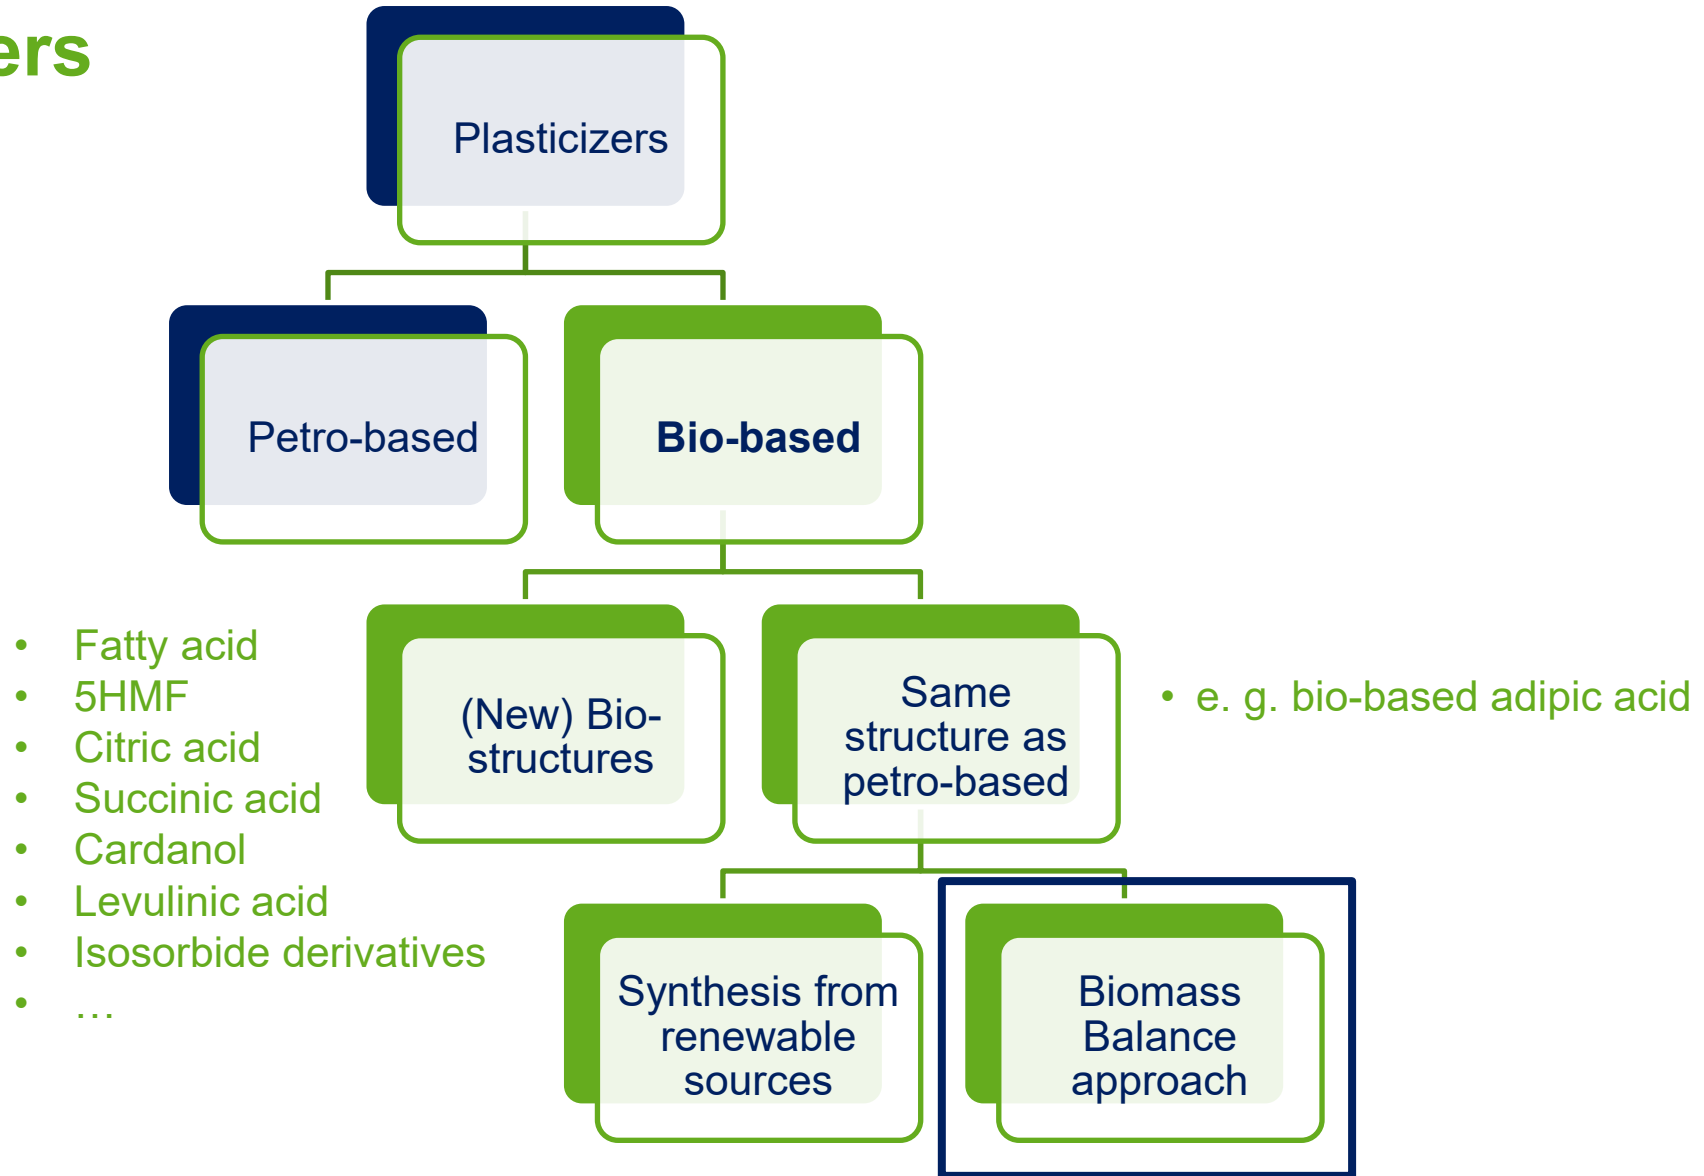 ers
Plasticizers
Petro-based
Bio-based
• Fatty acid
• 5HMF
• Citric acid
• Succinic acid
• Cardanol
• Levulinic acid
• Isosorbide derivatives
• …
(New) Bio-
structures
Same
structure as
petro-based
• e. g. bio-based adipic acid
Synthesis from
renewable
sources
Biomass
Balance
approach